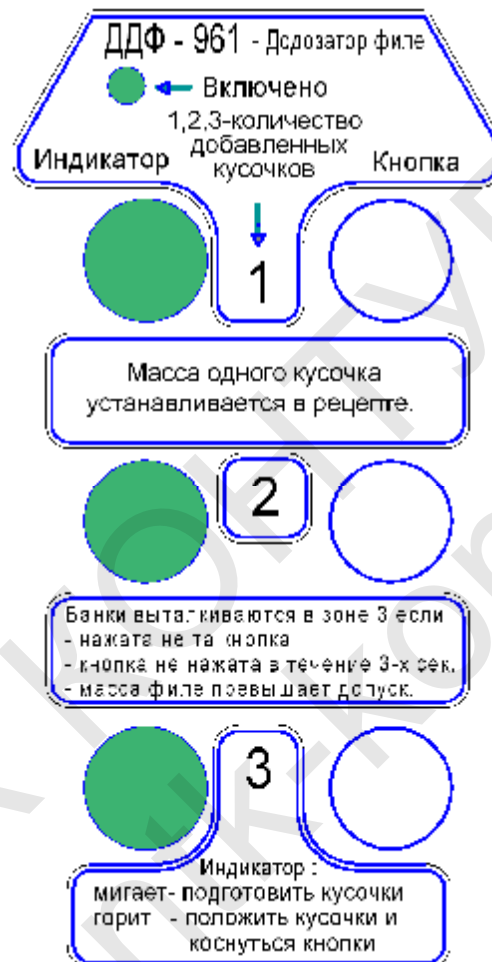 ДДФ - 961 - Дсдозатор филе
Включено
1,2,3-количество
добавленных
кусочков
Индикатор
Кнопка
1
Масса одного кусочка
устанавливается в рецепте.
2
Банки выталкиваются в зоне 3 если
- нажата не та кнопка
- кнопка не нажата в течение 3-х сек.
- масса филе превышает допуск.
3
Индикатор :
мигает- подготовить кусочки
горит - положить кусочки и
коснуться кнопки